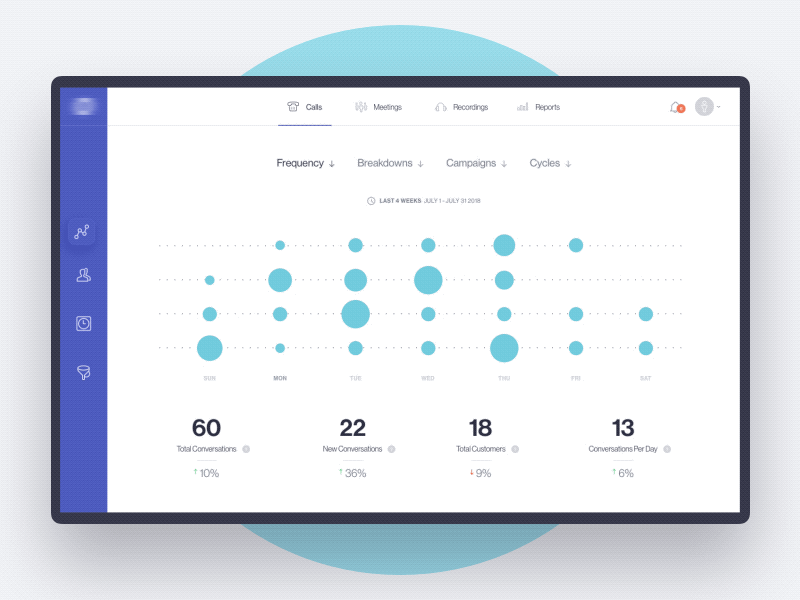 Calls Meetings Recordings Reports
Frequency ↓ Breakdowns ↓ Campaigns ↓ Cycles ↓
LAST 4 WEEKS JULY 1 - JULY 31 2018
SUN MON TUE WED THU FRI SAT
60 22 18 13
Total Conversations New Conversations Total Customers Conversations Per Day
↑ 10% ↑ 36% ↓ 9% ↑ 6%